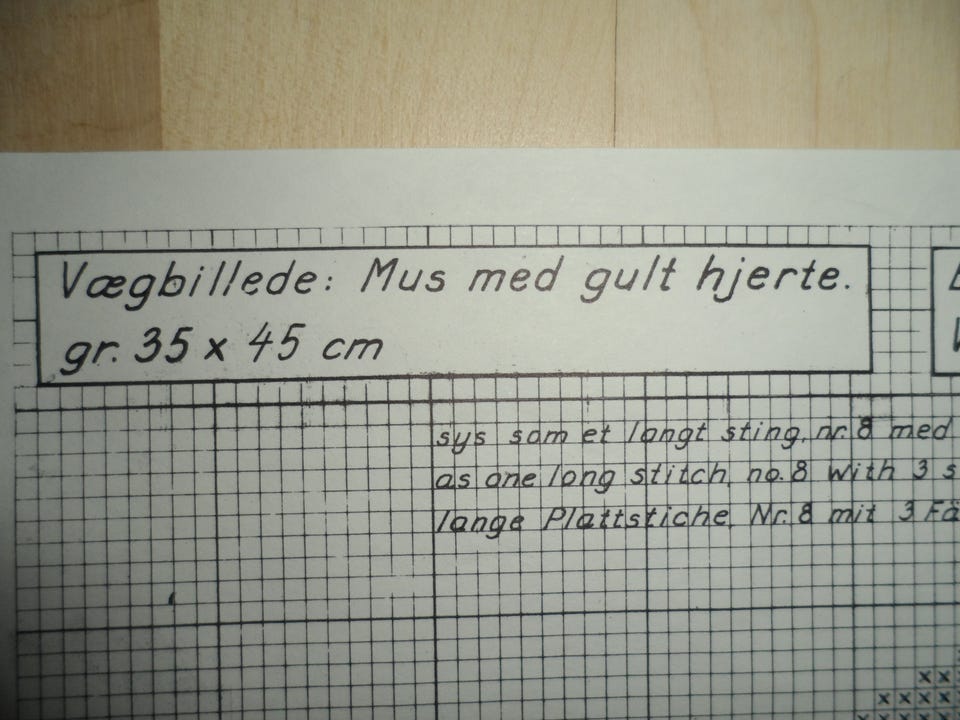 Vægbillede: Mus med gult hjerte.
gr. 35 x 45 cm
sys som et langt sting, nr. 8 med
as one long stitch, no. 8 with 3 s
lange Plattstiche. Nr. 8 mit 3 Fä